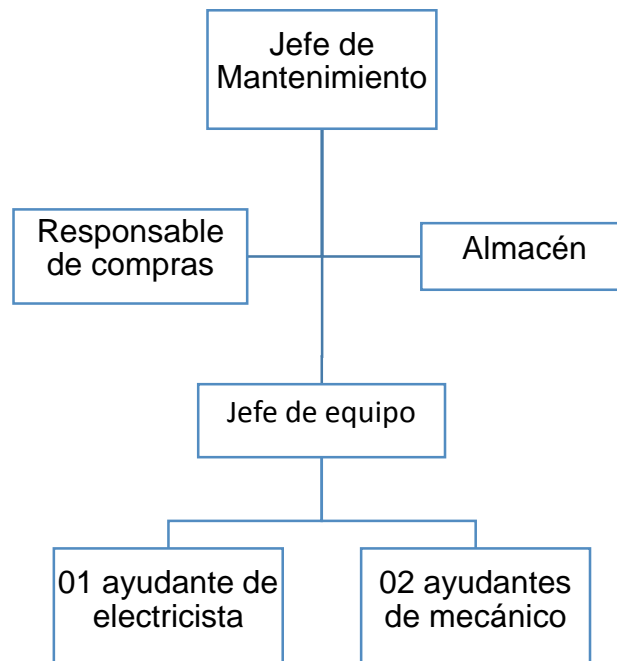 Jefe de
Mantenimiento
Responsable
de compras
Almacén
Jefe de equipo
01 ayudante de
electricista
02 ayudantes
de mecánico